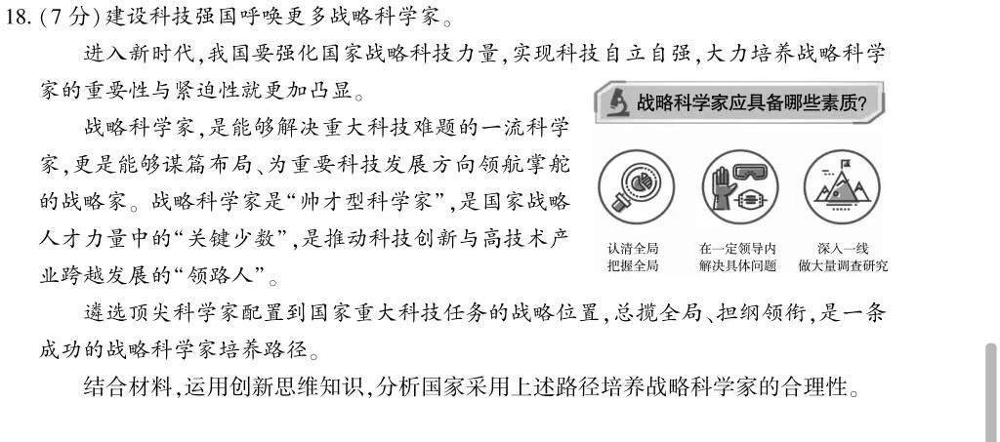 18.(7分)建设科技强国呼唤更多战略科学家。
进入新时代,我国要强化国家战略科技力量,实现科技自立自强,大力培养战略科学
家的重要性与紧迫性就更加凸显。
战略科学家,是能够解决重大科技难题的一流科学
家,更是能够谋篇布局、为重要科技发展方向领航掌舵
的战略家。战略科学家是“帅才型科学家”,是国家战略
人才力量中的“关键少数”,是推动科技创新与高技术产
业跨越发展的“领路人”。
战略科学家应具备哪些素质?
认清全局
把握全局
在一定领导内
解决具体问题
深入一线
做大量调查研究
遴选顶尖科学家配置到国家重大科技任务的战略位置,总揽全局、担纲领衔,是一条
成功的战略科学家培养路径。
结合材料,运用创新思维知识,分析国家采用上述路径培养战略科学家的合理性。